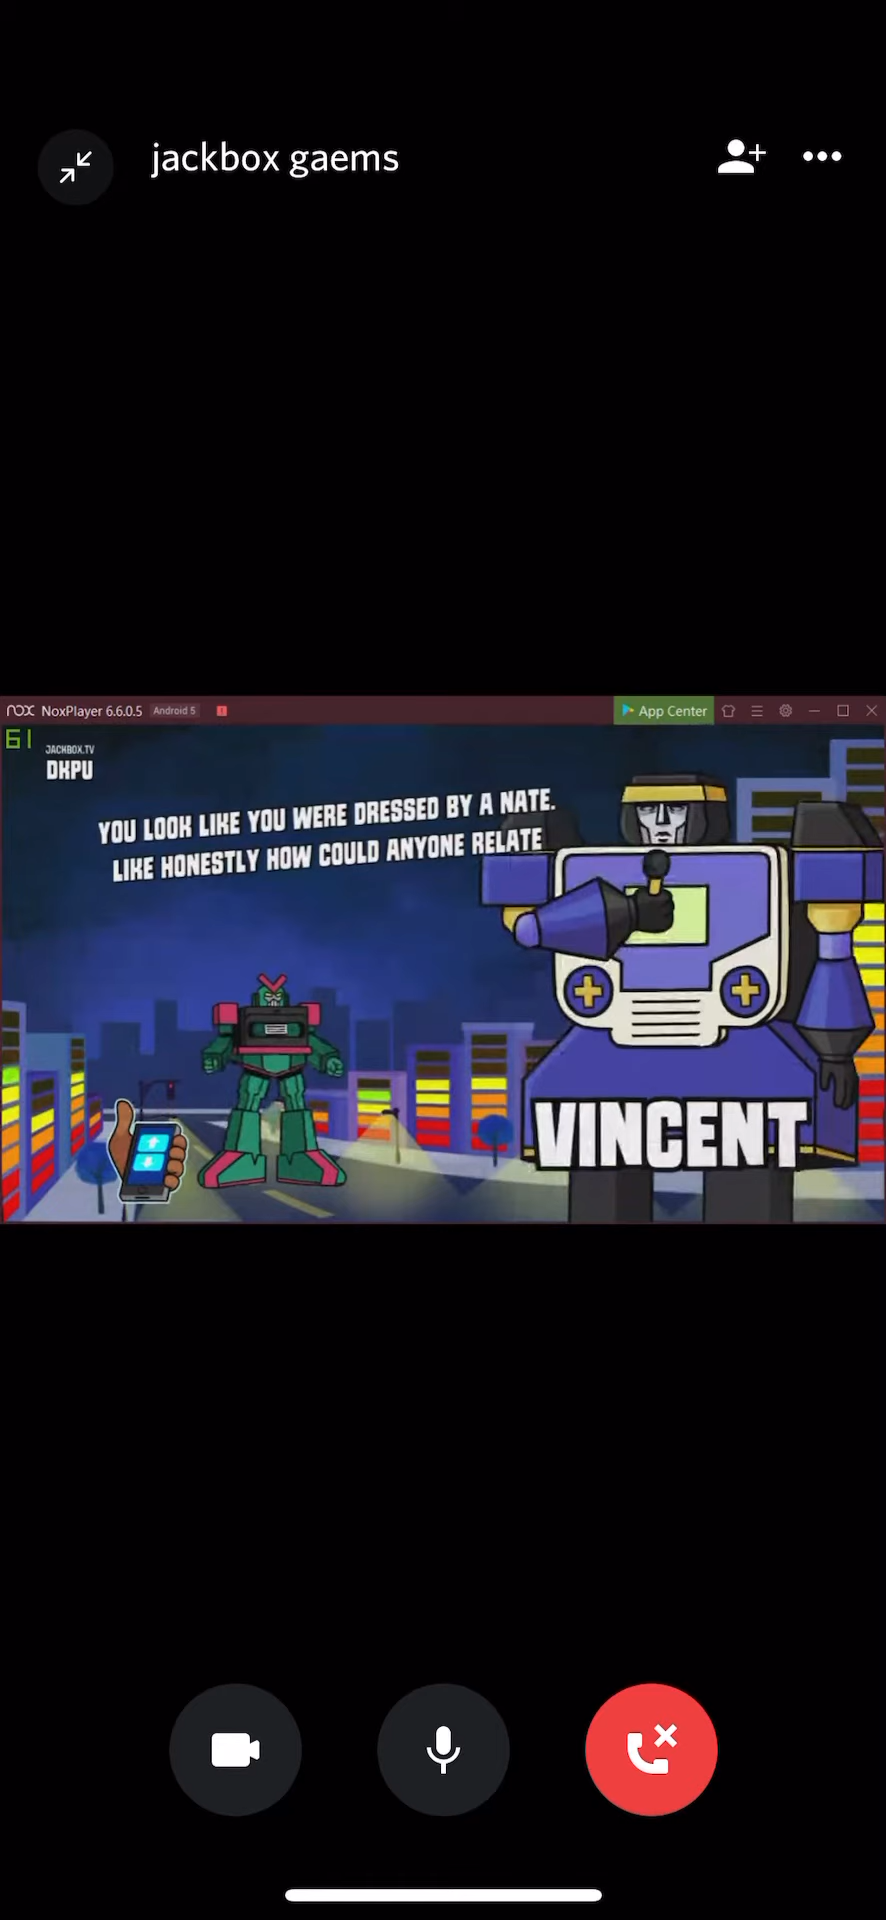 jackbox gaems
nox NoxPlayer 6.6.0.5 Android 5
App Center
61
JACKBOX.TV
DKPU
YOU LOOK LIKE YOU WERE DRESSED BY A NATE.
LIKE HONESTLY HOW COULD ANYONE RELATE
VINCENT